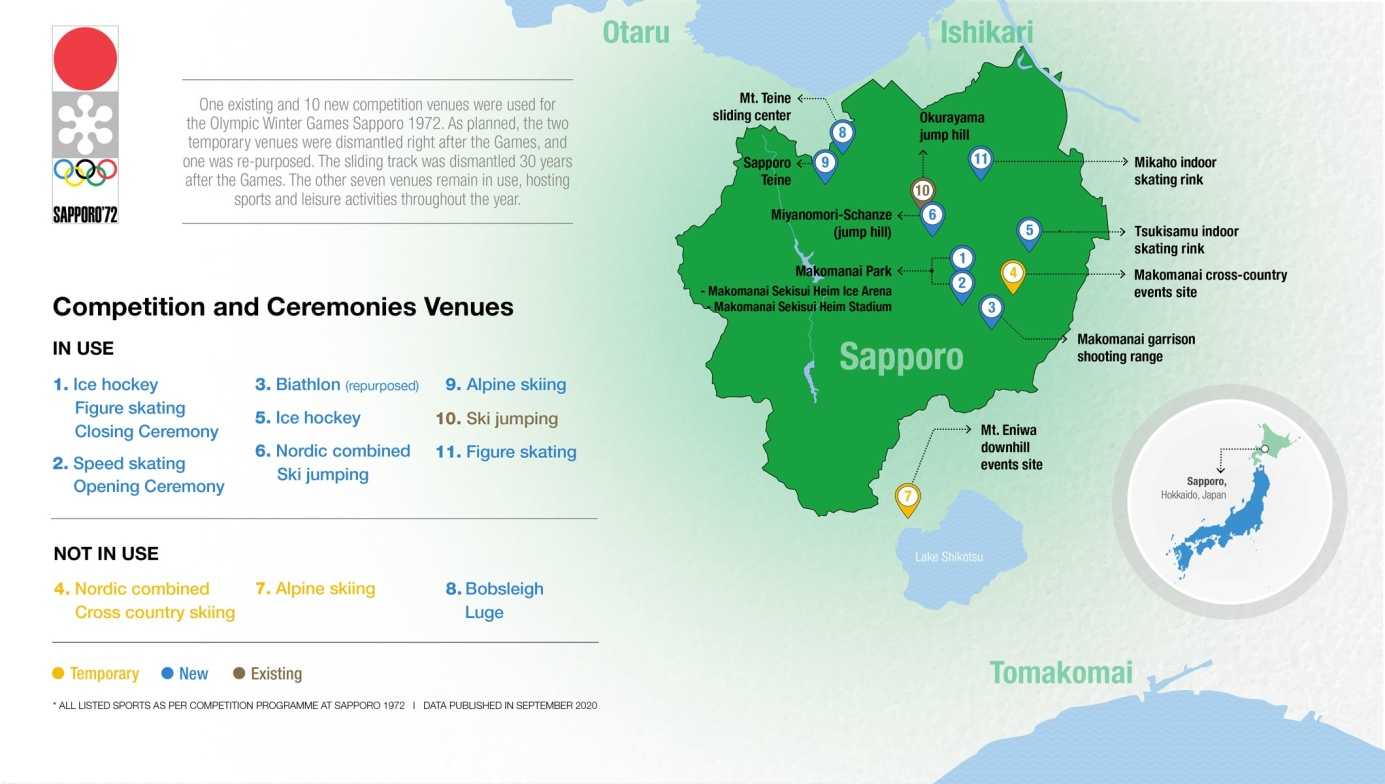 SAPPORO'72
One existing and 10 new competition venues were used for
the Olympic Winter Games Sapporo 1972. As planned, the two
temporary venues were dismantled right after the Games, and
one was re-purposed. The sliding track was dismantled 30 years
after the Games. The other seven venues remain in use, hosting
sports and leisure activities throughout the year.
Competition and Ceremonies Venues
IN USE
1. Ice hockey
Figure skating
Closing Ceremony
2. Speed skating
Opening Ceremony
3. Biathlon (repurposed)
5. Ice hockey
6. Nordic combined
Ski jumping
9. Alpine skiing
10. Ski jumping
11. Figure skating
NOT IN USE
4. Nordic combined
Cross country skiing
7. Alpine skiing
8. Bobsleigh
Luge
Temporary
New
Existing
* ALL LISTED SPORTS AS PER COMPETITION PROGRAMME AT SAPPORO 1972 I DATA PUBLISHED IN SEPTEMBER 2020
Otaru
Ishikari
Mt. Teine
sliding center
8
Okurayama
jump hill
Sapporo
Teine
9
11
Mikaho indoor
skating rink
10
Miyanomori-Schanze
(jump hill)
6
5
Tsukisamu indoor
skating rink
Makomanai Park
- Makomanai Sekisui Heim Ice Arena
- Makomanai Sekisui Heim Stadium
1
2
4
Makomanai cross-country
events site
3
Makomanai garrison
shooting range
Sapporo
Mt. Eniwa
downhill
events site
7
Lake Shikotsu
Sapporo,
Hokkaido, Japan
Tomakomai